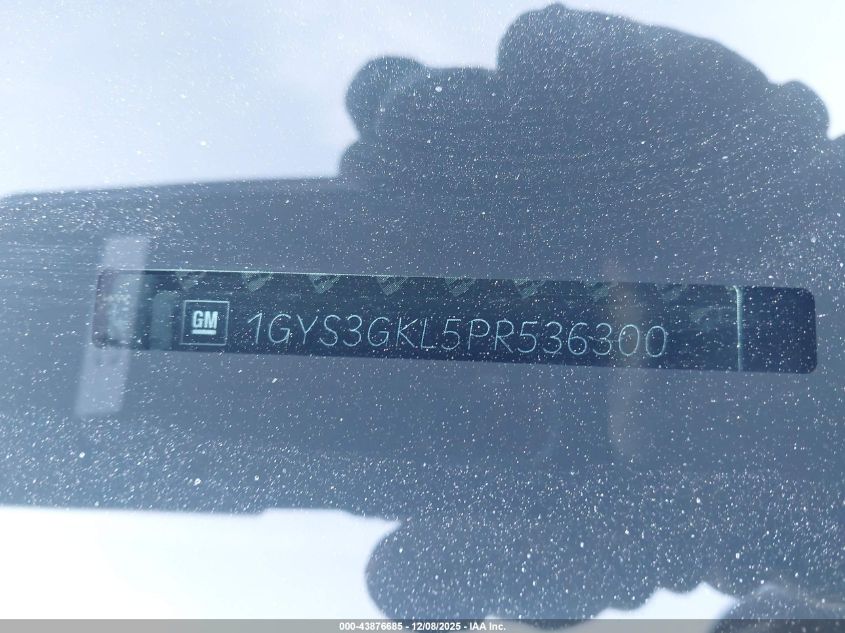 GM 1GYS3GKL5PR536300
000-43876685 - 12/08/2025 - IAA Inc.